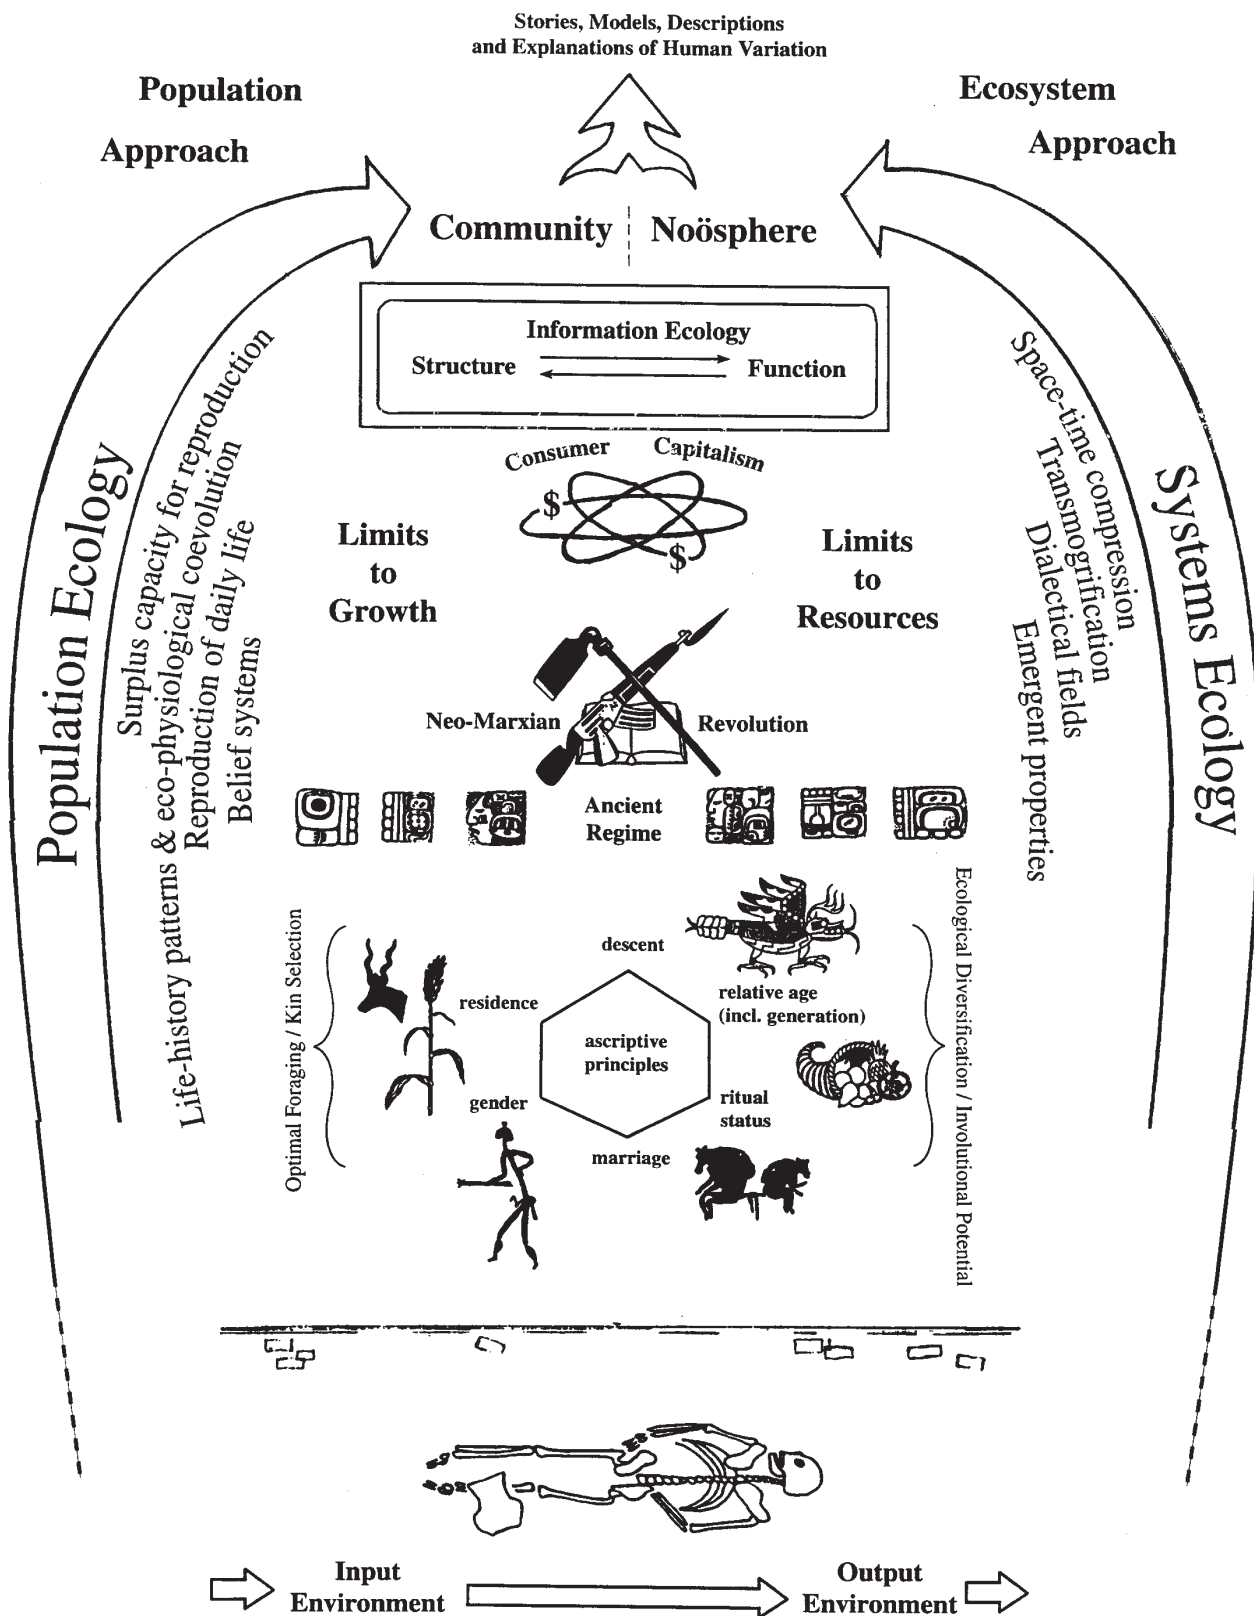 Stories, Models, Descriptions
and Explanations of Human Variation
Population
Approach
Ecosystem
Approach
Community
Noösphere
Information Ecology
Structure
Function
Consumer Capitalism
$
$
Limits
to
Growth
Limits
to
Resources
Neo-Marxian
Revolution
Ancient
Regime
Population Ecology
Surplus capacity for reproduction
Life-history patterns & eco-physiological coevolution
Reproduction of daily life
Belief systems
Space-time compression
Transmogrification
Dialectical fields
Emergent properties
Systems Ecology
Optimal Foraging / Kin Selection
descent
residence
relative age
(incl. generation)
ascriptive
principles
gender
ritual
status
marriage
Ecological Diversification / Involutional Potential
Input
Environment
Output
Environment